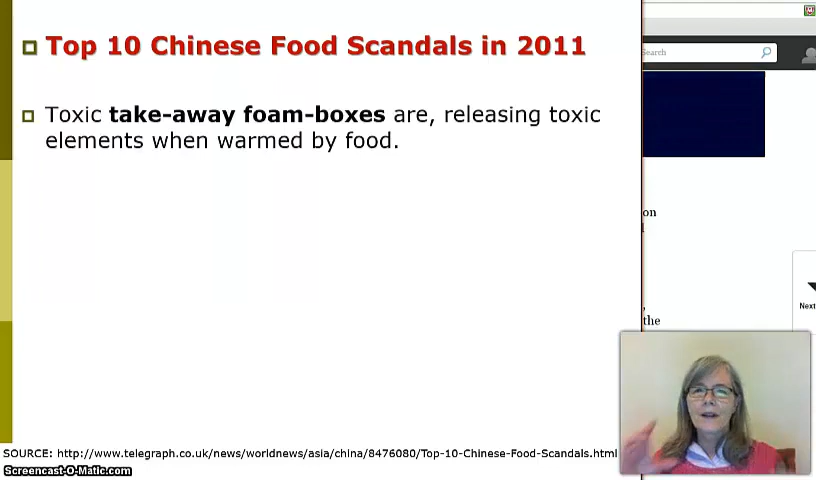 Top 10 Chinese Food Scandals in 2011
Toxic take-away foam-boxes are, releasing toxic
elements when warmed by food.
Search
on
the
Next
SOURCE: http://www.telegraph.co.uk/news/worldnews/asia/china/8476080/Top-10-Chinese-Food-Scandals.html
Screencast-O-Matic.com